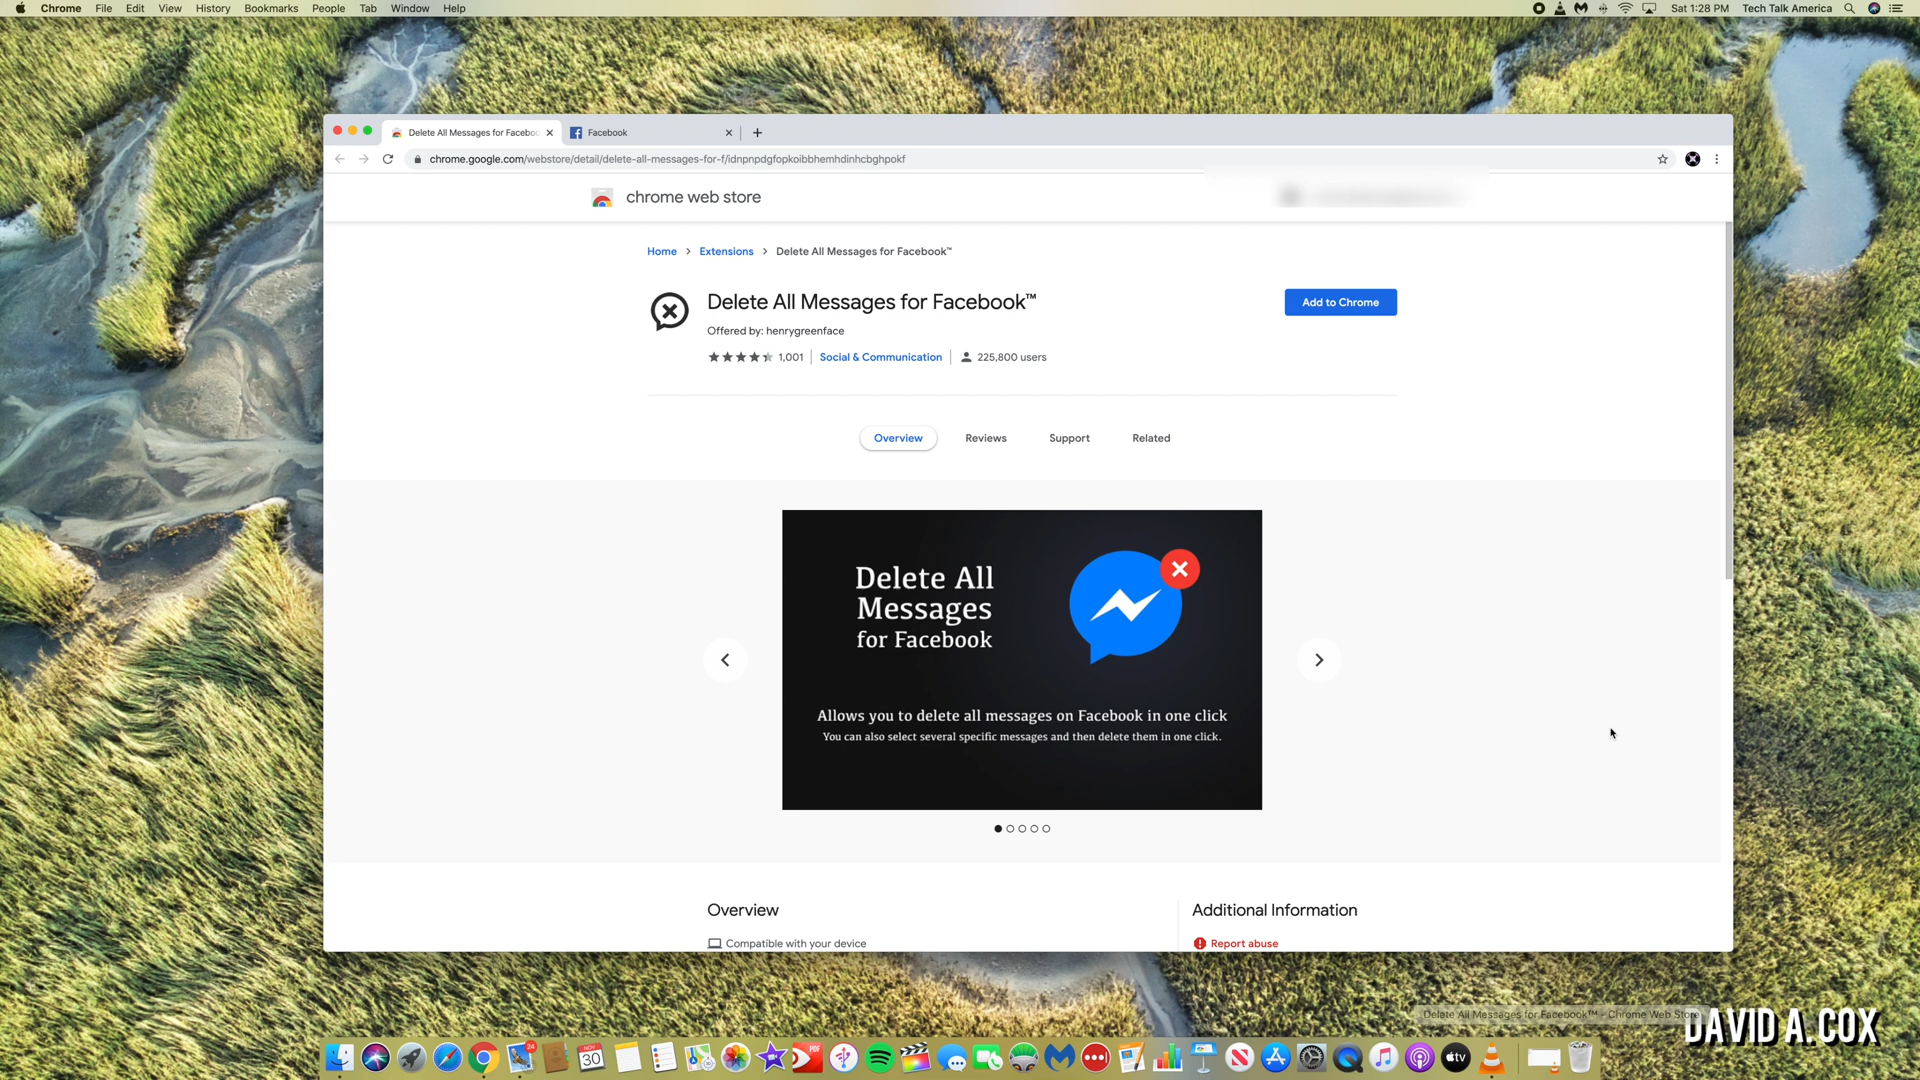 Chrome File Edit View History Bookmarks People Tab Window Help
Sat 1:28 PM Tech Talk America
Delete All Messages for Facebo
Facebook
chrome.google.com/webstore/detail/delete-all-messages-for-f/idnpnpdgfopkoibbhemhdinhcbghpokf
chrome web store
Home > Extensions > Delete All Messages for Facebook™
Delete All Messages for Facebook™
Add to Chrome
Offered by: henrygreenface
1,001
Social & Communication
225,800 users
Overview
Reviews
Support
Related
Delete All
Messages
for Facebook
Allows you to delete all messages on Facebook in one click
You can also select several specific messages and then delete them in one click.
Overview
Additional Information
Compatible with your device
Report abuse
Delete All Messages for Facebook™ - Chrome Web Store
DAVID A. COX
24
NOV
30
PDF
tv